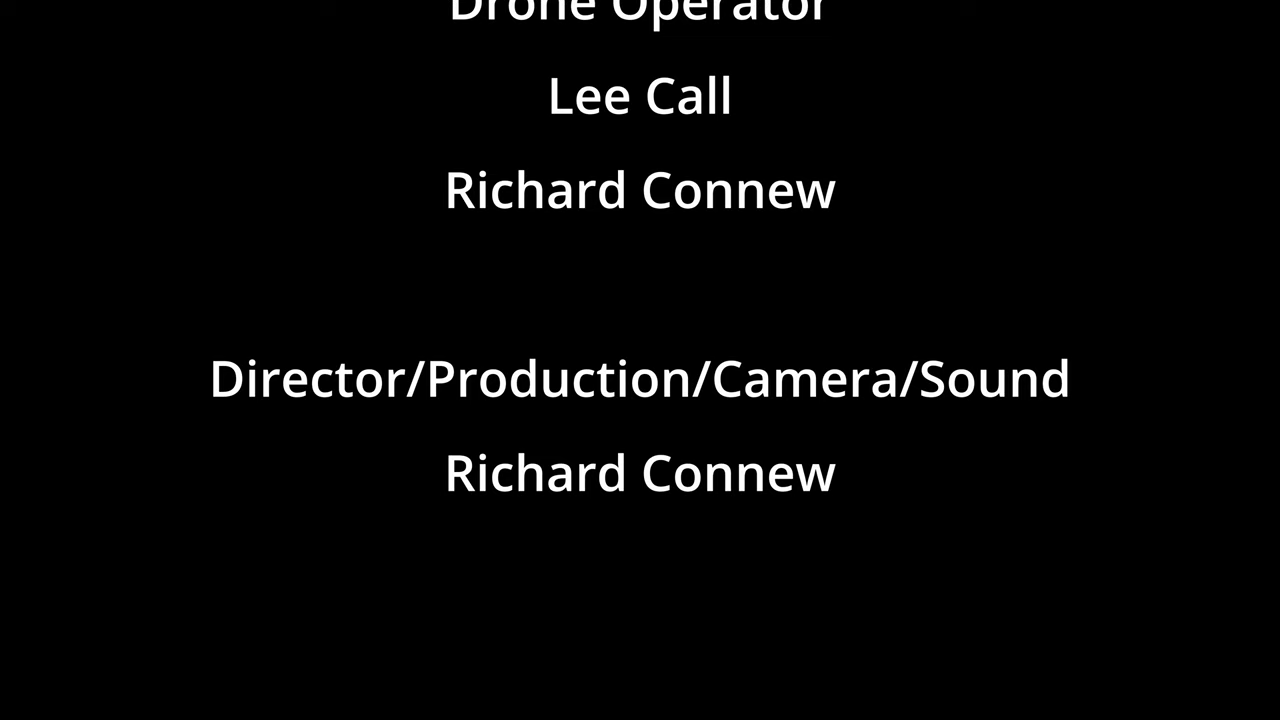 Drone Operator
Lee Call
Richard Connew
Director/Production/Camera/Sound
Richard Connew